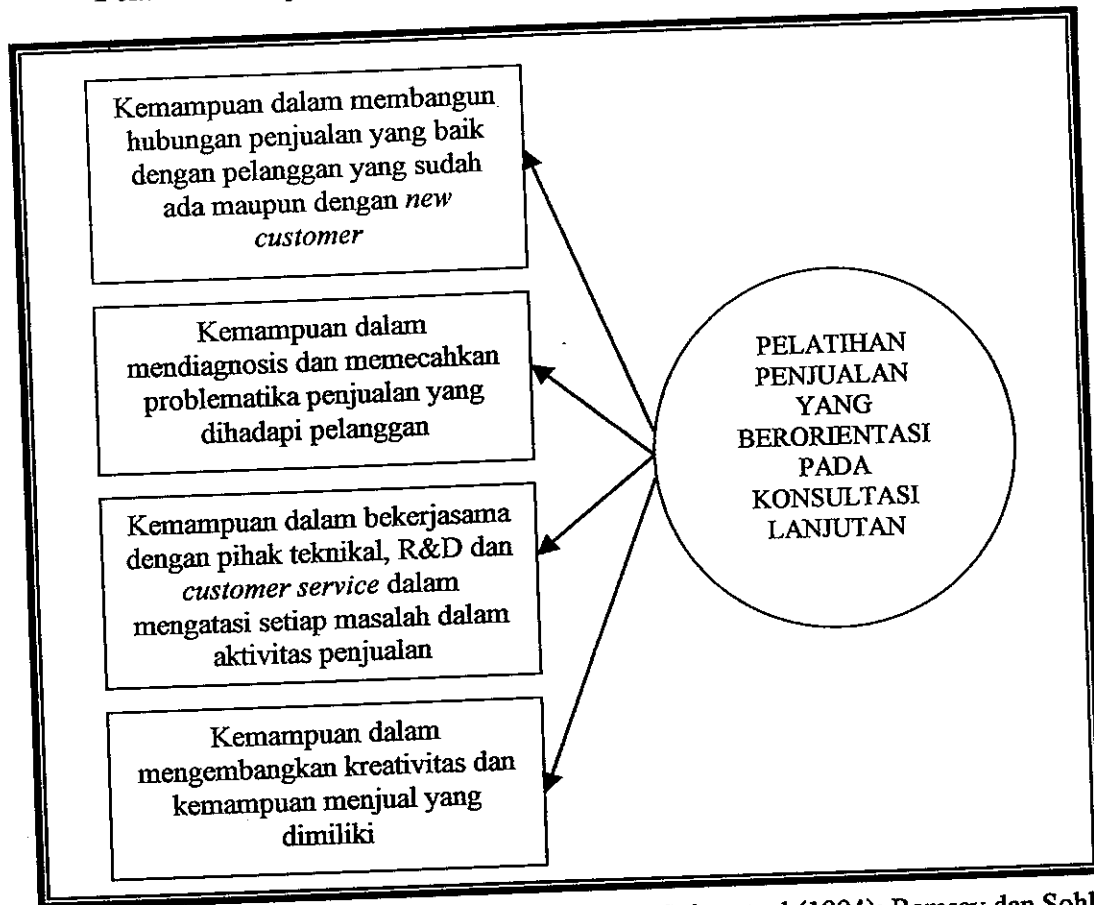 Kemampuan dalam membangun
hubungan penjualan yang baik
dengan pelanggan yang sudah
ada maupun dengan new
customer
Kemampuan dalam
mendiagnosis dan memecahkan
problematika penjualan yang
dihadapi pelanggan
Kemampuan dalam bekerjasama
dengan pihak teknikal, R&D dan
customer service dalam
mengatasi setiap masalah dalam
aktivitas penjualan
Kemampuan dalam
mengembangkan kreativitas dan
kemampuan menjual yang
dimiliki
PELATIHAN
PENJUALAN
YANG
BERORIENTASI
PADA
KONSULTASI
LANJUTAN
(1994), Ramsey dan